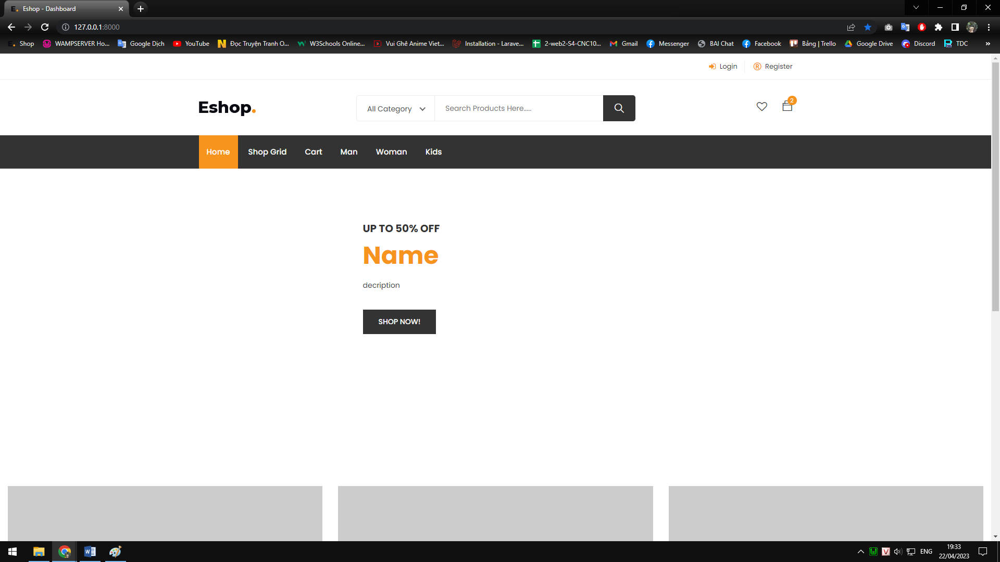 E. Eshop - Dashboard
127.0.0.1:8000
E. Shop
WAMPSERVER Ho...
Google Dịch
YouTube
Đọc Truyện Tranh O...
W3Schools Online...
Vui Ghê Anime Viet...
Installation - Larave...
2-web2-S4-CNC10...
Gmail
Messenger
BAI Chat
Facebook
Bảng | Trello
Google Drive
Discord
TDC
»
Login
Register
Eshop.
All Category
Search Products Here.....
2
Home
Shop Grid
Cart
Man
Woman
Kids
UP TO 50% OFF
Name
decription
SHOP NOW!
ENG
19:33
22/04/2023